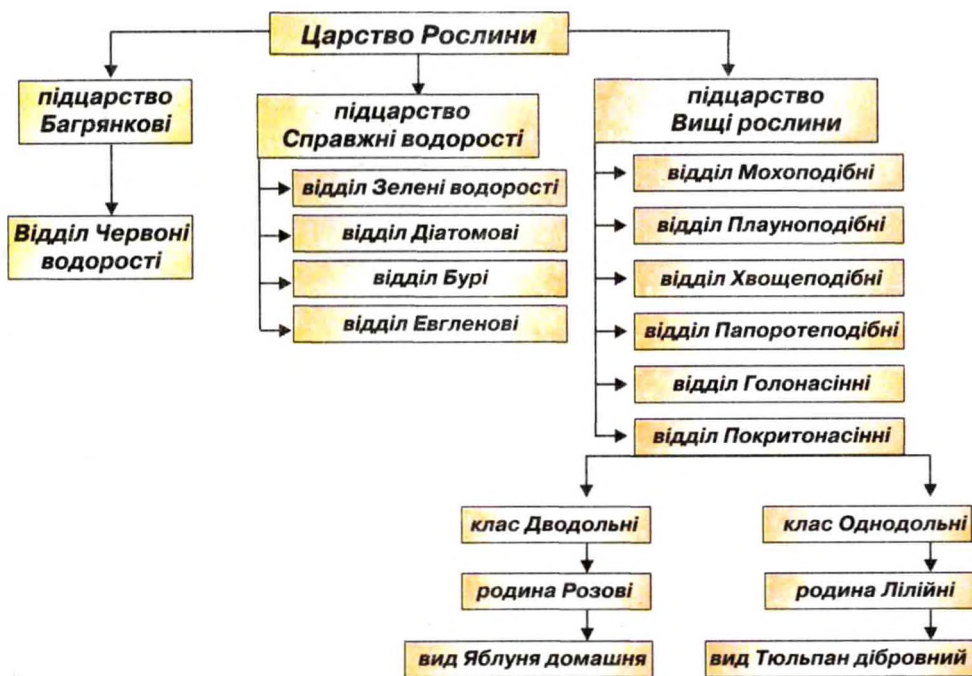 Царство Рослини
підцарство
Багрянкові
Відділ Червоні
водорості
підцарство
Справжні водорості
відділ Зелені водорості
відділ Діатомові
відділ Бурі
відділ Евгленові
підцарство
Вищі рослини
відділ Мохоподібні
відділ Плауноподібні
відділ Хвощеподібні
відділ Папоротеподібні
відділ Голонасінні
відділ Покритонасінні
клас Дводольні
родина Розові
вид Яблуня домашня
клас Однодольні
родина Лілійні
вид Тюльпан дібровний